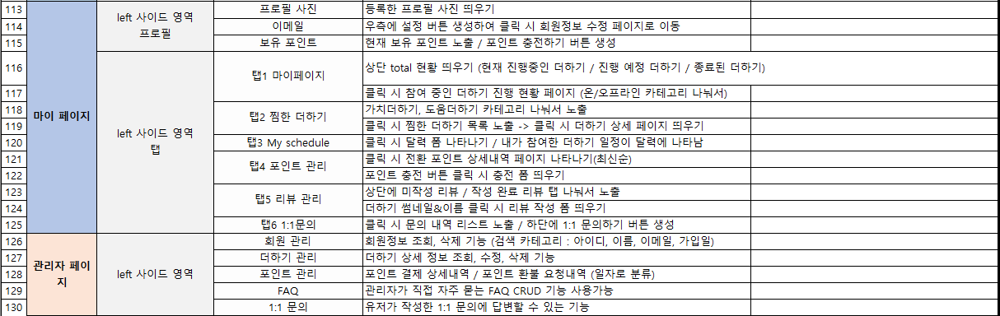 113 프로필 사진 등록한 프로필 사진 띄우기
left 사이드 영역
프로필
114 이메일 우측에 설정 버튼 생성하여 클릭 시 회원정보 수정 페이지로 이동
115 보유 포인트 현재 보유 포인트 노출 / 포인트 충전하기 버튼 생성
116 상단 total 현황 띄우기 (현재 진행중인 더하기 / 진행 예정 더하기 / 종료된 더하기)
탭1 마이페이지
117 클릭 시 참여 중인 더하기 진행 현황 페이지 (온/오프라인 카테고리 나눠서)
118 가치더하기, 도움더하기 카테고리 나눠서 노출
마이 페이지
탭2 찜한 더하기
119 클릭 시 찜한 더하기 목록 노출 -> 클릭 시 더하기 상세 페이지 띄우기
left 사이드 영역
탭
120 탭3 My schedule 클릭 시 달력 폼 나타나기 / 내가 참여한 더하기 일정이 달력에 나타남
121 클릭 시 전환 포인트 상세내역 페이지 나타나기(최신순)
탭4 포인트 관리
122 포인트 충전 버튼 클릭 시 충전 폼 띄우기
123 상단에 미작성 리뷰 / 작성 완료 리뷰 탭 나눠서 노출
탭5 리뷰 관리
124 더하기 썸네일&이름 클릭 시 리뷰 작성 폼 띄우기
125 탭6 1:1문의 클릭 시 문의 내역 리스트 노출 / 하단에 1:1 문의하기 버튼 생성
126 회원 관리 회원정보 조회, 삭제 기능 (검색 카테고리 : 아이디, 이름, 이메일, 가입일)
127 더하기 관리 더하기 상세 정보 조회, 수정, 삭제 기능
관리자 페이
지
left 사이드 영역
128 포인트 관리 포인트 결제 상세내역 / 포인트 환불 요청내역 (일자로 분류)
129 FAQ 관리자가 직접 자주 묻는 FAQ CRUD 기능 사용가능
130 1:1 문의 유저가 작성한 1:1 문의에 답변할 수 있는 기능